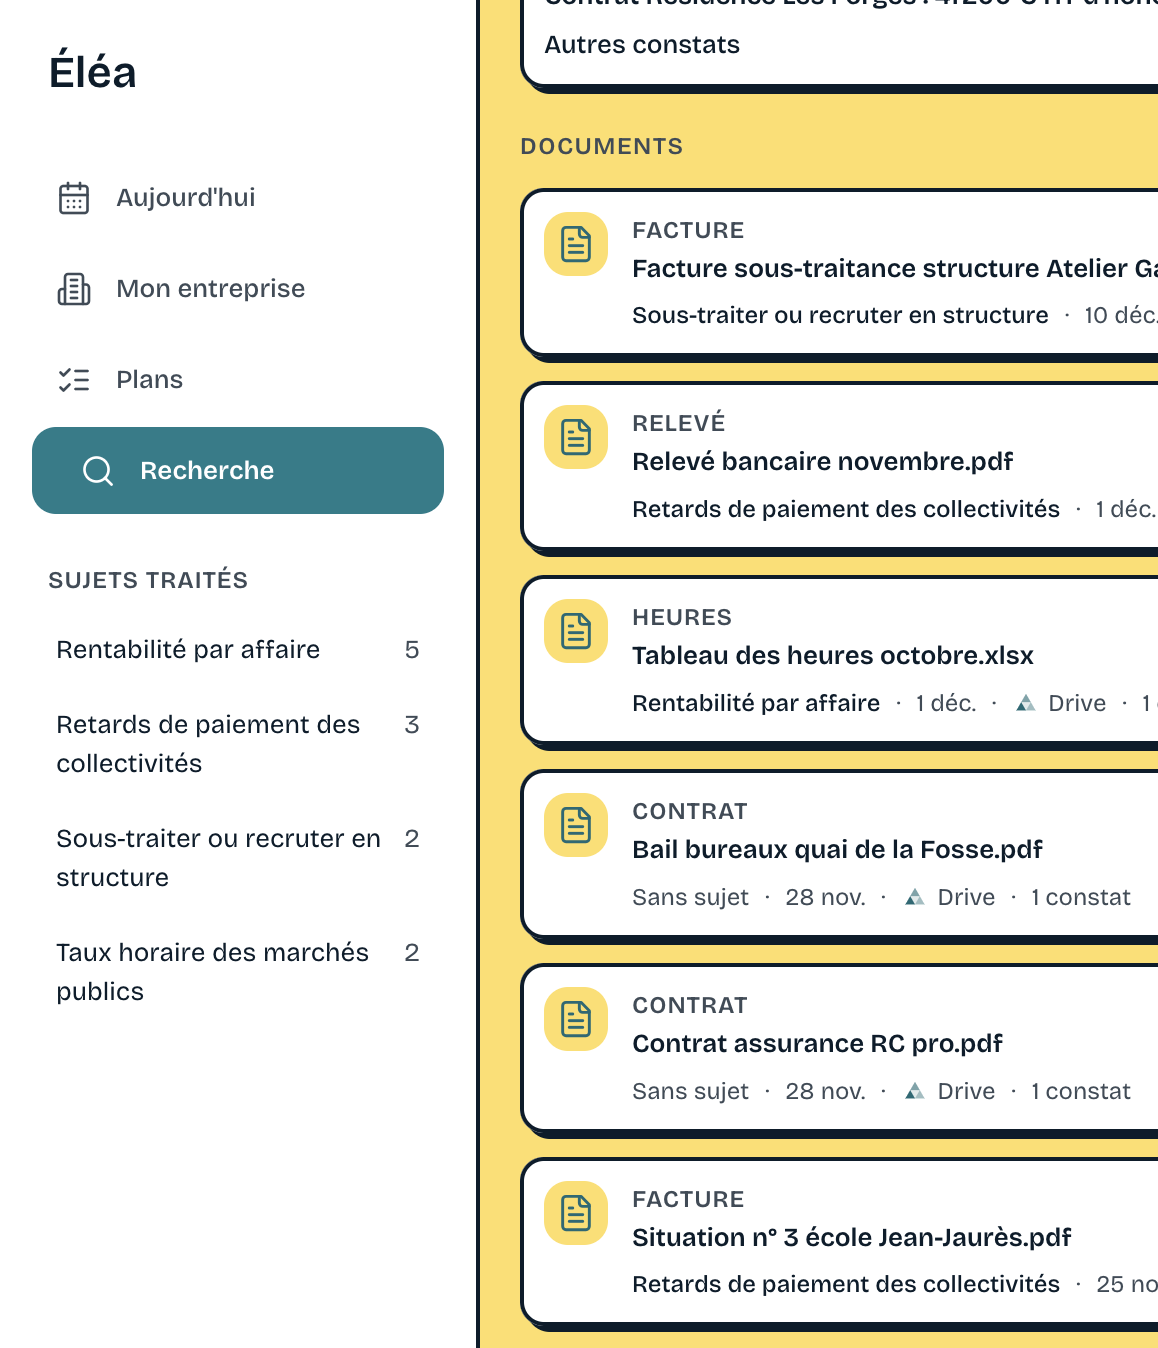 Éléa
Aujourd'hui
Mon entreprise
Plans
Recherche
SUJETS TRAITÉS
Rentabilité par affaire 5
Retards de paiement des 3
collectivités
Sous-traiter ou recruter en 2
structure
Taux horaire des marchés 2
publics
Autres constats
DOCUMENTS
FACTURE
Facture sous-traitance structure Atelier
Sous-traiter ou recruter en structure · 10 déc.
RELEVÉ
Relevé bancaire novembre.pdf
Retards de paiement des collectivités · 1 déc.
HEURES
Tableau des heures octobre.xlsx
Rentabilité par affaire · 1 déc. · Drive · 1
CONTRAT
Bail bureaux quai de la Fosse.pdf
Sans sujet · 28 nov. · Drive · 1 constat
CONTRAT
Contrat assurance RC pro.pdf
Sans sujet · 28 nov. · Drive · 1 constat
FACTURE
Situation n° 3 école Jean-Jaurès.pdf
Retards de paiement des collectivités · 25